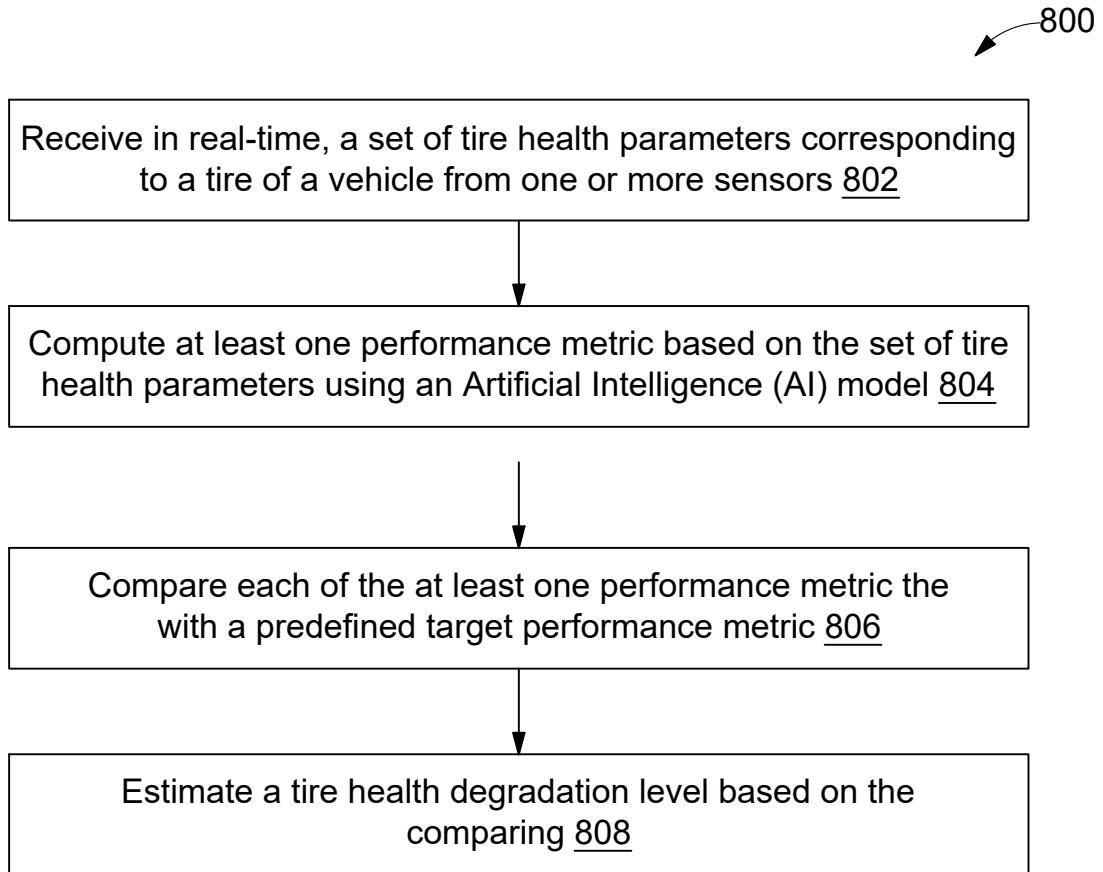 800
Receive in real-time, a set of tire health parameters corresponding
to a tire of a vehicle from one or more sensors 802
Compute at least one performance metric based on the set of tire
health parameters using an Artificial Intelligence (AI) model 804
Compare each of the at least one performance metric the
with a predefined target performance metric 806
Estimate a tire health degradation level based on the
comparing 808